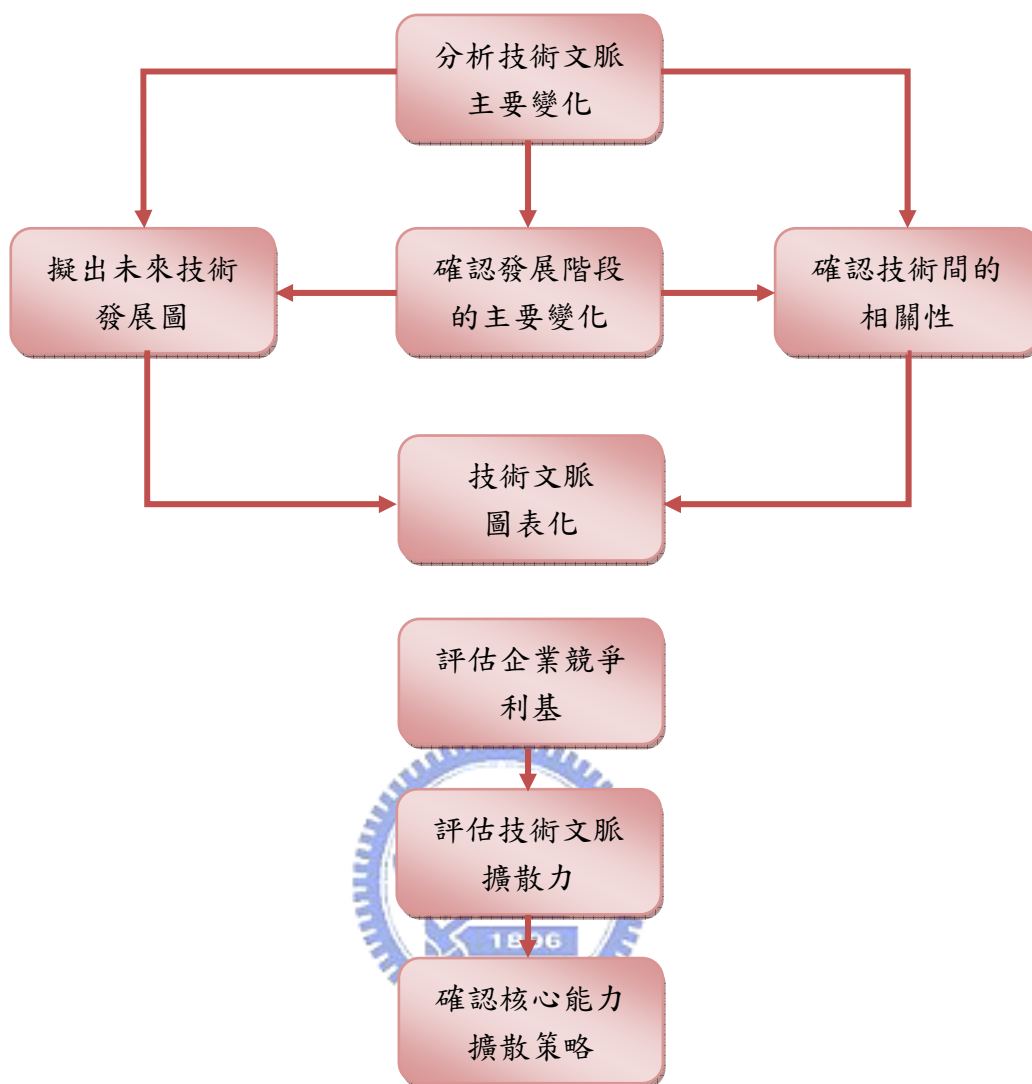 分析技術文脈
主要變化
擬出未來技術
發展圖
確認發展階段
的主要變化
確認技術間的
相關性
技術文脈
圖表化
評估企業競爭
利基
評估技術文脈
擴散力
1896
確認核心能力
擴散策略